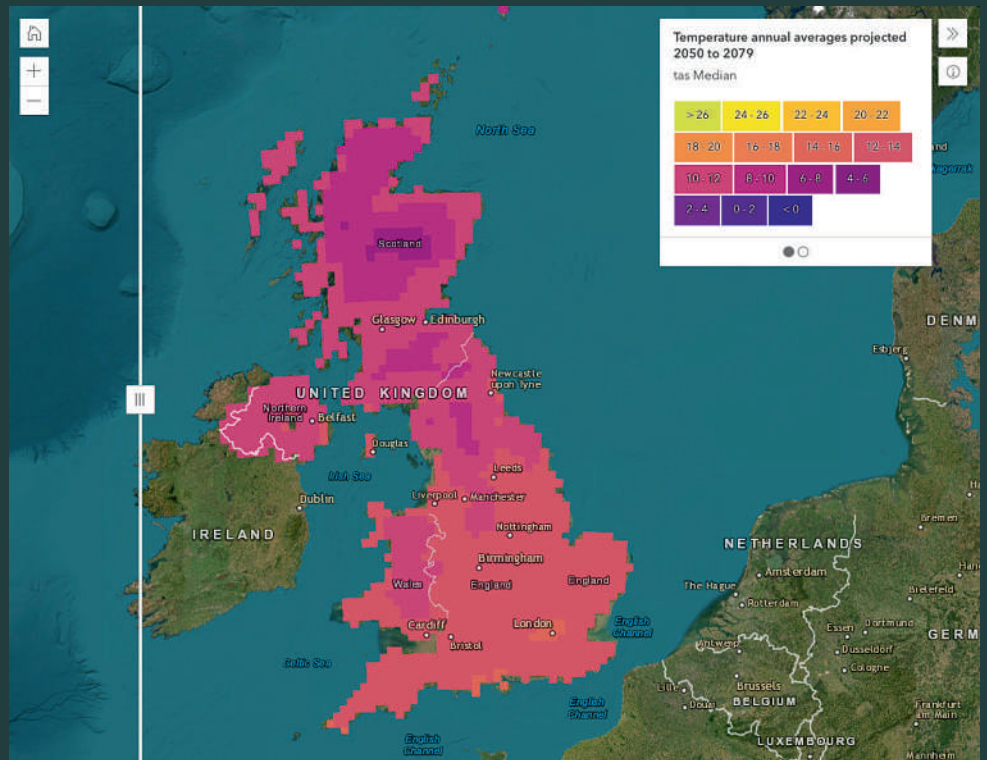 Temperature annual averages projected
2050 to 2079
tas Median
>26
24 - 26
22 - 24
20 - 22
18 - 20
16 - 18
14 - 16
12 - 14
10 - 12
8 - 10
6 - 8
4 - 6
2 - 4
0 - 2
<0
North Sea
Scotland
Glasgow
Edinburgh
DENM
Esbjerg
Newcastle
upon Tyne
UNITED KINGDOM
Northern
Ireland
Belfast
Douglas
Irish Sea
Leeds
Dublin
Liverpool
Manchester
IRELAND
Nottingham
Bremen
NETHERLANDS
Birmingham
Amsterdam
Wales
England
England
The Hague
Bielefeld
Rotterdam
Cardiff
London
English
Channel
Essen
Dortmund
GERM
Bristol
Antwerp
Dusseldorf
Celtic Sea
Cologne
Lille
Brussels
BELGIUM
Douai
English
Channel
Frankfurt
am Main
English
Channel
LUXEMBOURG
Mannheim